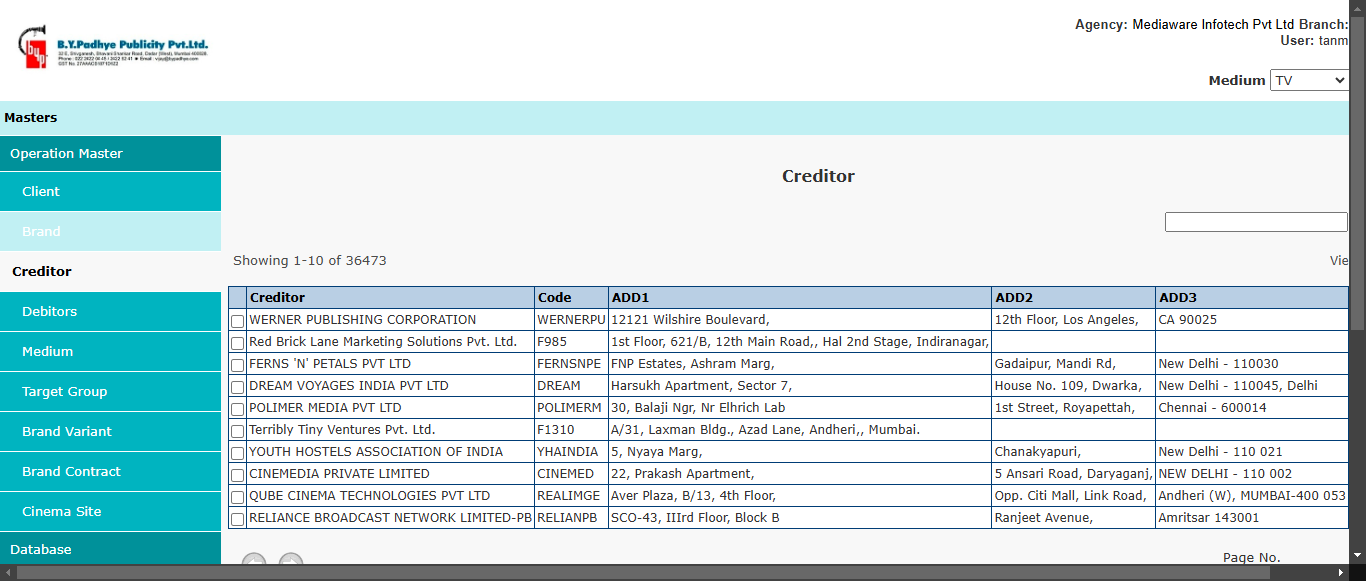 Agency: Mediaware Infotech Pvt Ltd Branch:
User: tanm
byp
B.Y.Padhye Publicity Pvt.Ltd.
Medium TV
Masters
Operation Master
Client
Brand
Creditor
Debitors
Medium
Target Group
Brand Variant
Brand Contract
Cinema Site
Database
Creditor
Showing 1-10 of 36473 Vie
Creditor Code ADD1 ADD2 ADD3
WERNER PUBLISHING CORPORATION WERNERPU 12121 Wilshire Boulevard, 12th Floor, Los Angeles, CA 90025
Red Brick Lane Marketing Solutions Pvt. Ltd. F985 1st Floor, 621/B, 12th Main Road,, Hal 2nd Stage, Indiranagar,
FERNS 'N' PETALS PVT LTD FERNSNPE FNP Estates, Ashram Marg, Gadaipur, Mandi Rd, New Delhi - 110030
DREAM VOYAGES INDIA PVT LTD DREAM Harsukh Apartment, Sector 7, House No. 109, Dwarka, New Delhi - 110045, Delhi
POLIMER MEDIA PVT LTD POLIMERM 30, Balaji Ngr, Nr Elhrich Lab 1st Street, Royapettah, Chennai - 600014
Terribly Tiny Ventures Pvt. Ltd. F1310 A/31, Laxman Bldg., Azad Lane, Andheri,, Mumbai.
YOUTH HOSTELS ASSOCIATION OF INDIA YHAINDIA 5, Nyaya Marg, Chanakyapuri, New Delhi - 110 021
CINEMEDIA PRIVATE LIMITED CINEMED 22, Prakash Apartment, 5 Ansari Road, Daryaganj, NEW DELHI - 110 002
QUBE CINEMA TECHNOLOGIES PVT LTD REALIMGE Aver Plaza, B/13, 4th Floor, Opp. Citi Mall, Link Road, Andheri (W), MUMBAI-400 053
RELIANCE BROADCAST NETWORK LIMITED-PB RELIANPB SCO-43, IIIrd Floor, Block B Ranjeet Avenue, Amritsar 143001
Page No.